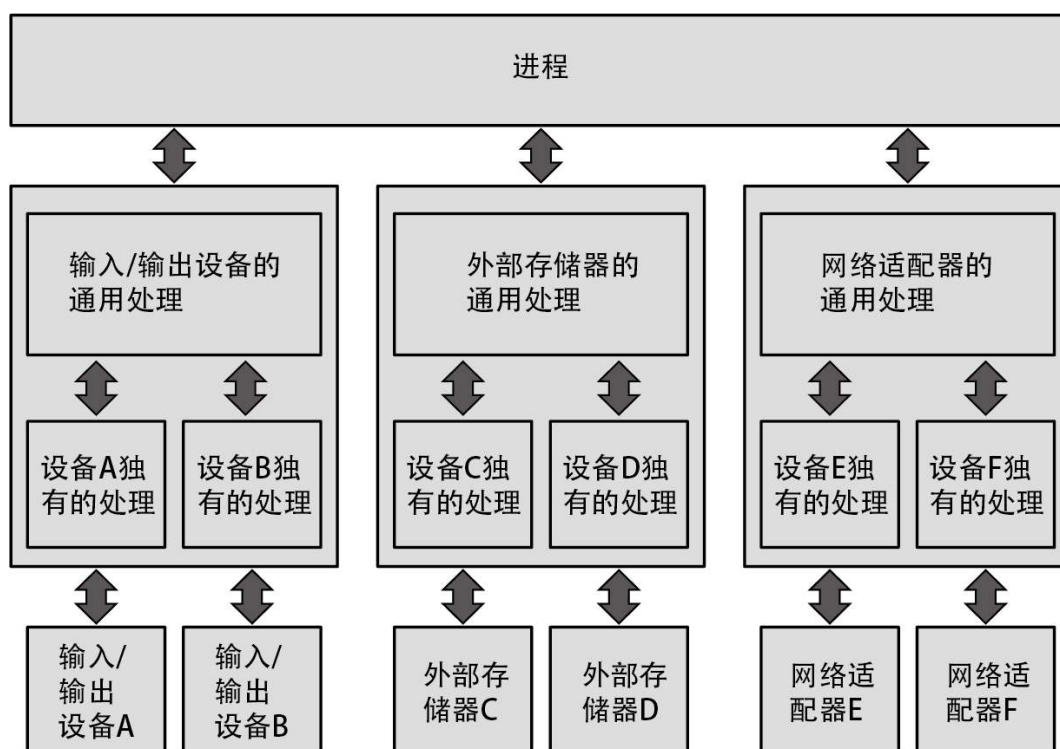 进程
输入/输出设备的
通用处理
外部存储器的
通用处理
网络适配器的
通用处理
设备A独
有的处理
设备B独
有的处理
设备C独
有的处理
设备D独
有的处理
设备E独
有的处理
设备F独
有的处理
输入/
输出
设备A
输入/
输出
设备B
外部存
储器C
外部存
储器D
网络适
配器E
网络适
配器F